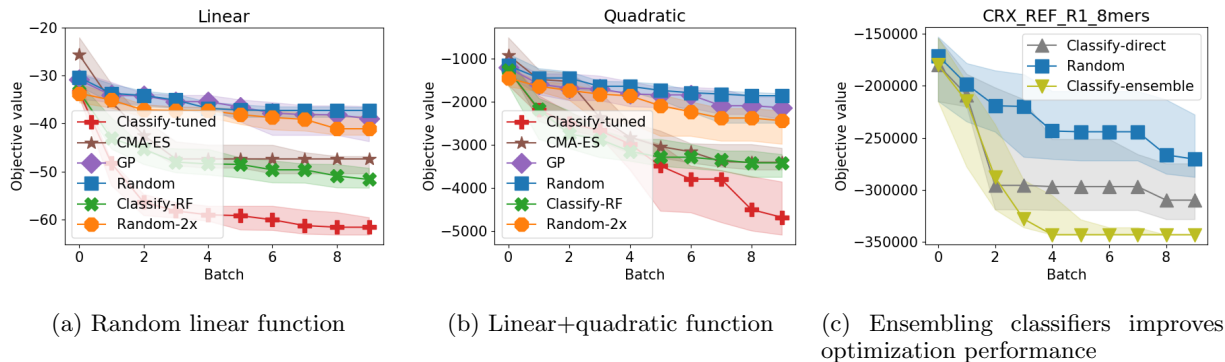 Linear
Objective value
−20
−30
−40
−50
−60
Classify-tuned
CMA-ES
GP
Random
Classify-RF
Random-2x
0 2 4 6 8
Batch
(a) Random linear function
Quadratic
Objective value
−1000
−2000
−3000
−4000
−5000
Classify-tuned
CMA-ES
GP
Random
Classify-RF
Random-2x
0 2 4 6 8
Batch
(b) Linear+quadratic function
CRX_REF_R1_8mers
Objective value
−150000
−200000
−250000
−300000
−350000
Classify-direct
Random
Classify-ensemble
0 2 4 6 8
Batch
(c) Ensembling classifiers improves
optimization performance